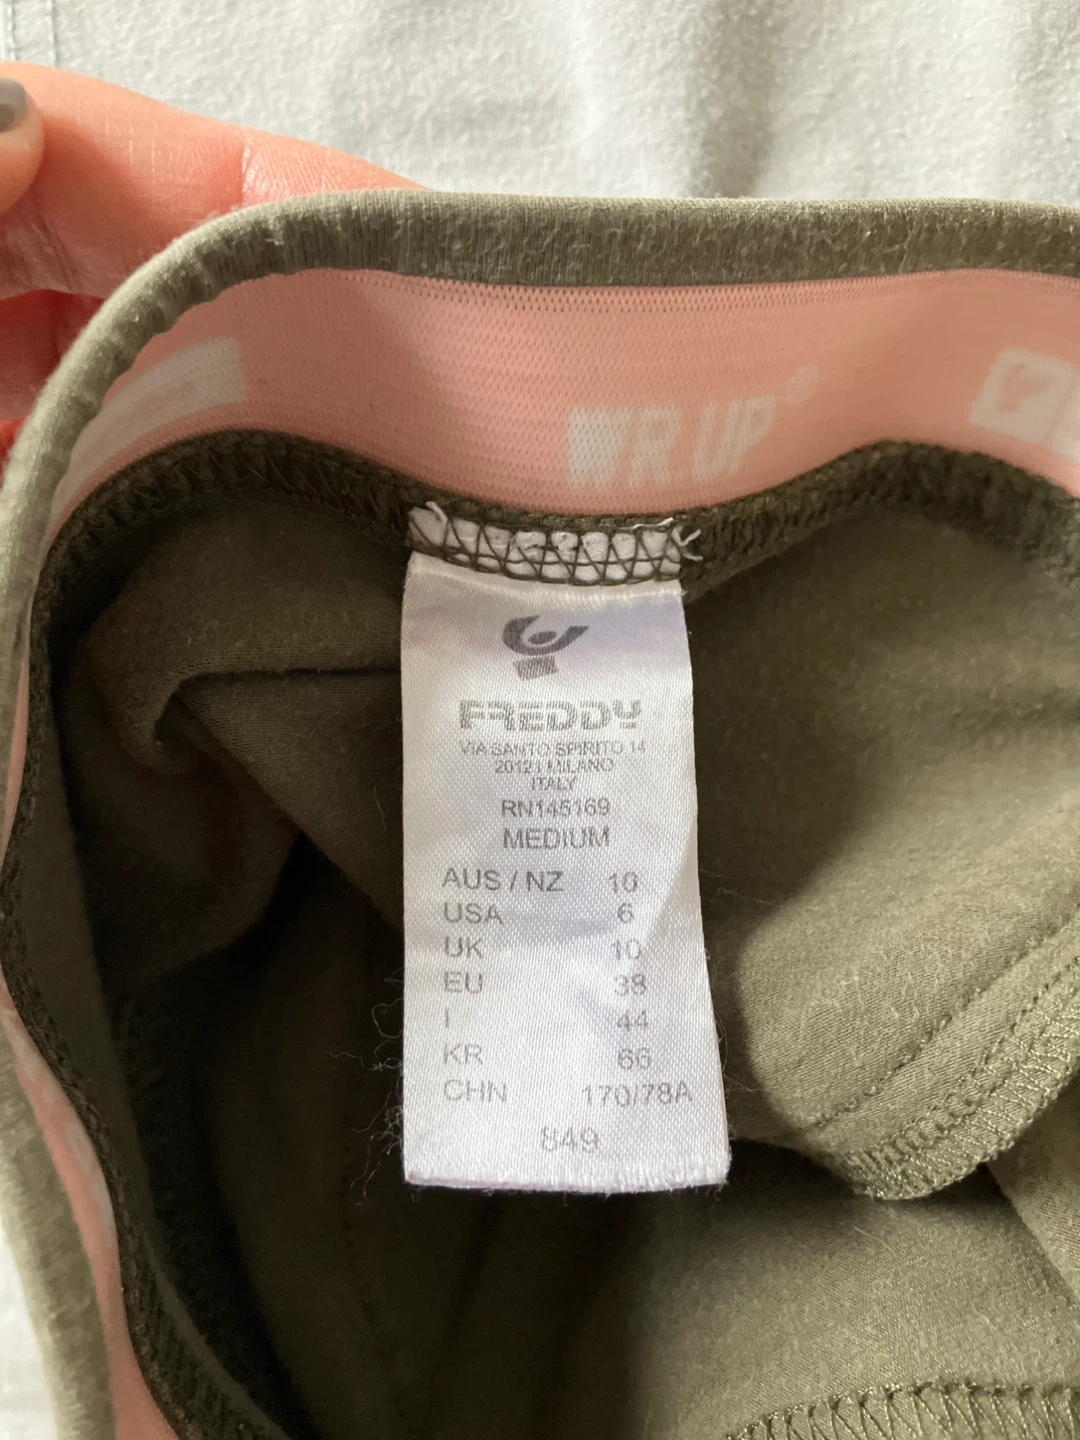 WR UP®
FREDDY
VIA SANTO SPIRITO 14
20121 MILANO
ITALY
RN145169
MEDIUM
AUS / NZ 10
USA 6
UK 10
EU 38
I 44
KR 66
CHN 170/78A
849